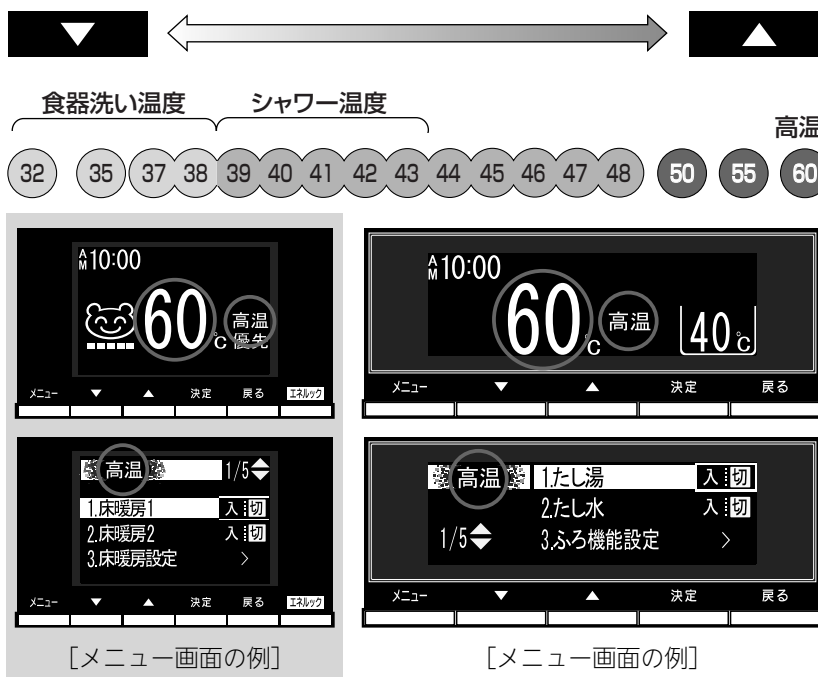 ▼ ▲
食器洗い温度 シャワー温度
高温
32 35 37 38 39 40 41 42 43 44 45 46 47 48 50 55 60
AM10:00
60℃ 高温
優先
メニュー ▼ ▲ 決定 戻る エネルック
AM10:00
60℃ 高温 40℃
メニュー ▼ ▲ 決定 戻る
高温 1/5
1.床暖房1 入 切
2.床暖房2 入 切
3.床暖房設定 >
メニュー ▼ ▲ 決定 戻る エネルック
高温 1.たし湯 入 切
2.たし水 入 切
1/5 3.ふろ機能設定 >
メニュー ▼ ▲ 決定 戻る
[メニュー画面の例]
[メニュー画面の例]